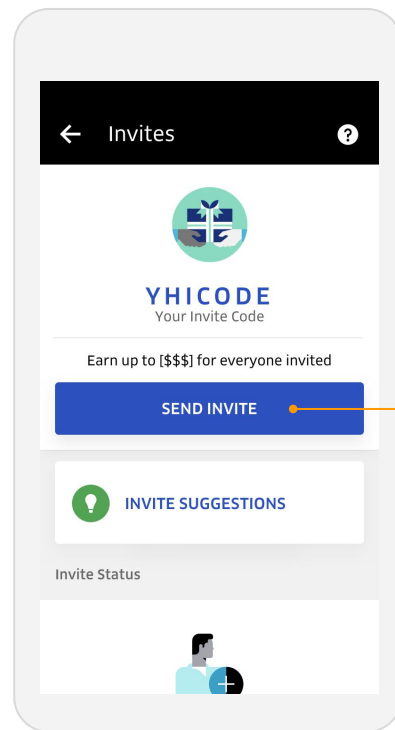 Invites
?
YHICODE
Your Invite Code
Earn up to [$$$] for everyone invited
SEND INVITE
INVITE SUGGESTIONS
Invite Status